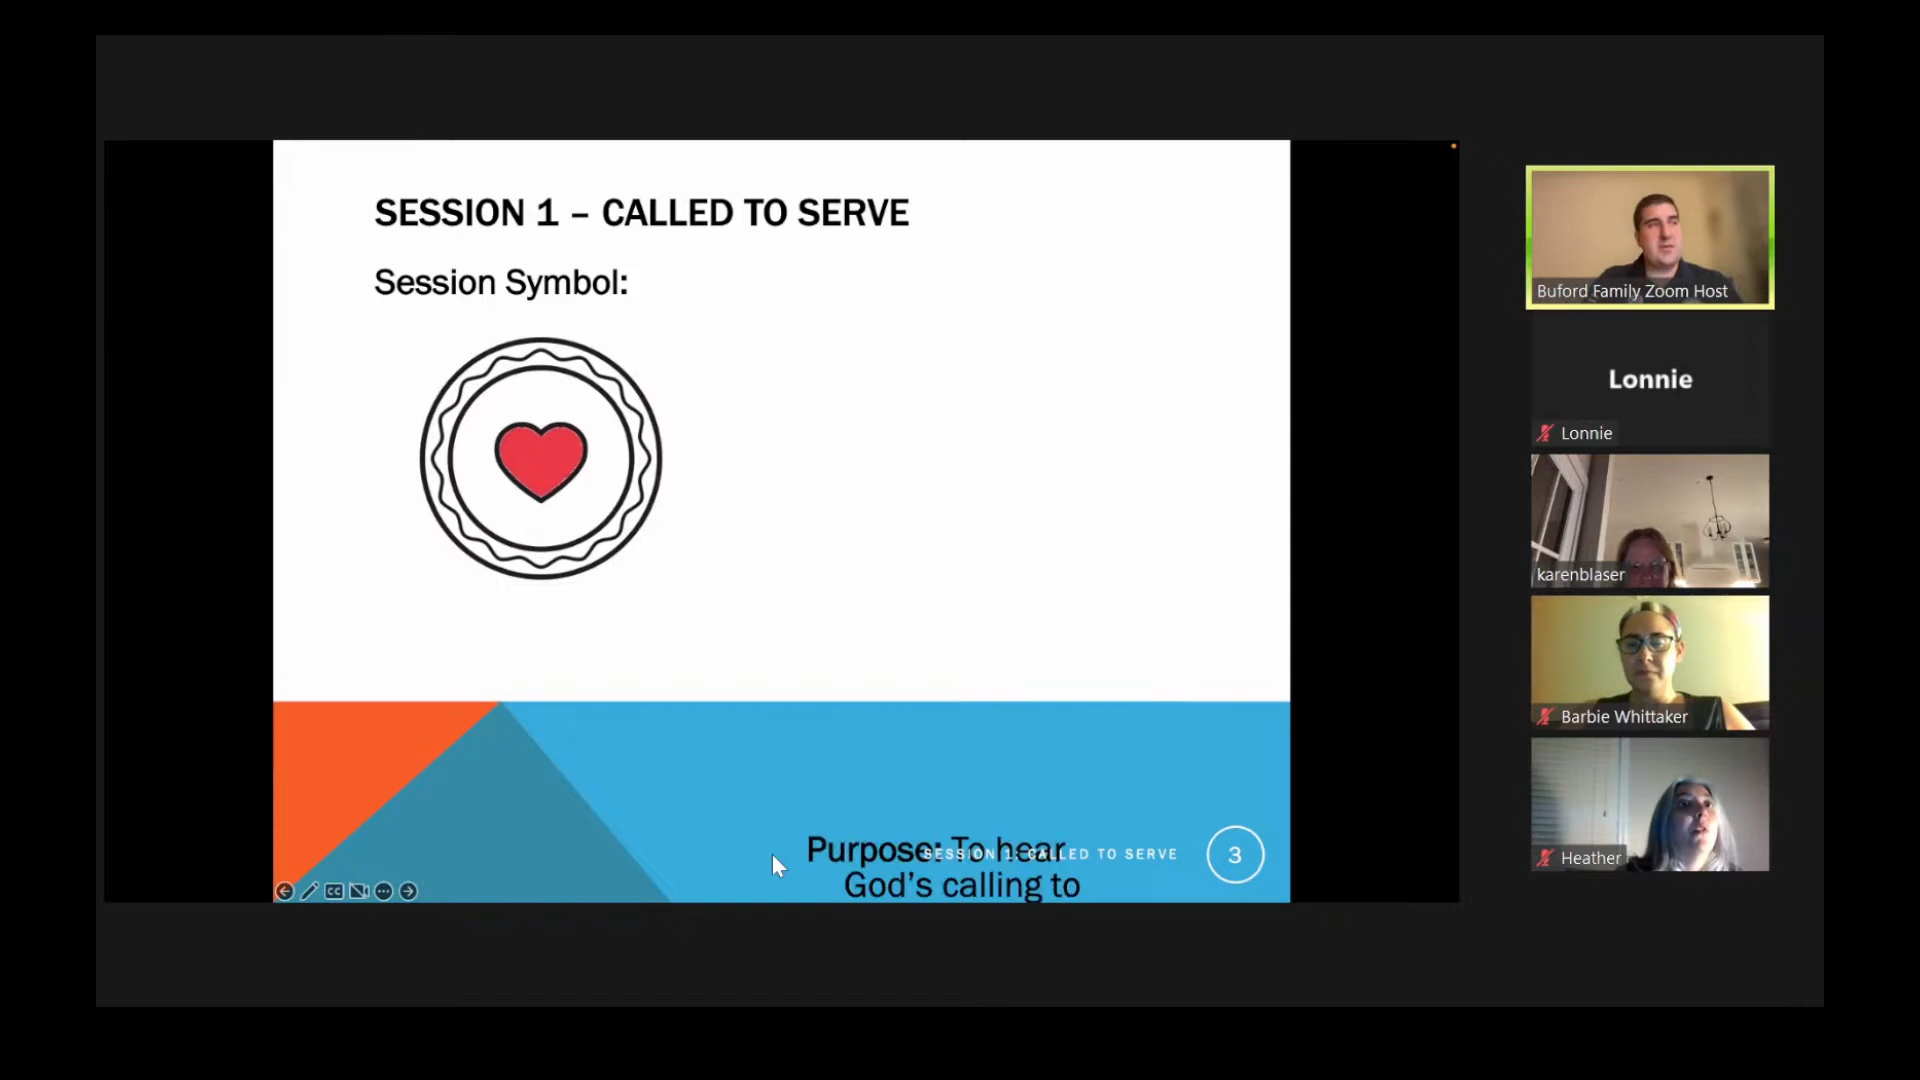 SESSION 1 – CALLED TO SERVE
Session Symbol:
Purpose: To hear
God's calling to
SESSION 1: CALLED TO SERVE
3
CC
Buford Family Zoom Host
Lonnie
Lonnie
karenblaser
Barbie Whittaker
Heather